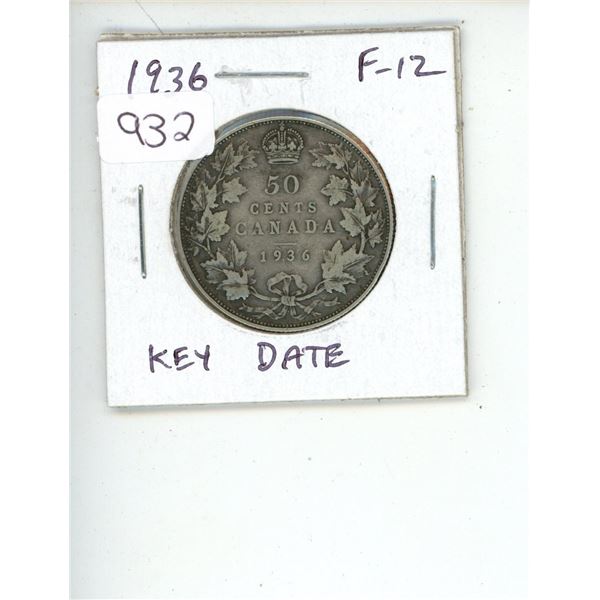 1936 F-12
932
50
CENTS
CANADA
1936
KEY DATE